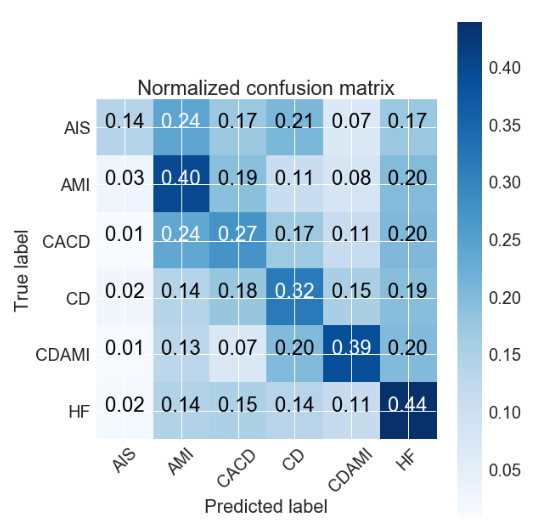 Normalized confusion matrix
AIS 0.14 0.24 0.17 0.21 0.07 0.17
AMI 0.03 0.40 0.19 0.11 0.08 0.20
CACD 0.01 0.24 0.27 0.17 0.11 0.20
CD 0.02 0.14 0.18 0.32 0.15 0.19
CDAMI 0.01 0.13 0.07 0.20 0.39 0.20
HF 0.02 0.14 0.15 0.14 0.11 0.44
AIS AMI CACD CD CDAMI HF
Predicted label
True label
0.40
0.35
0.30
0.25
0.20
0.15
0.10
0.05